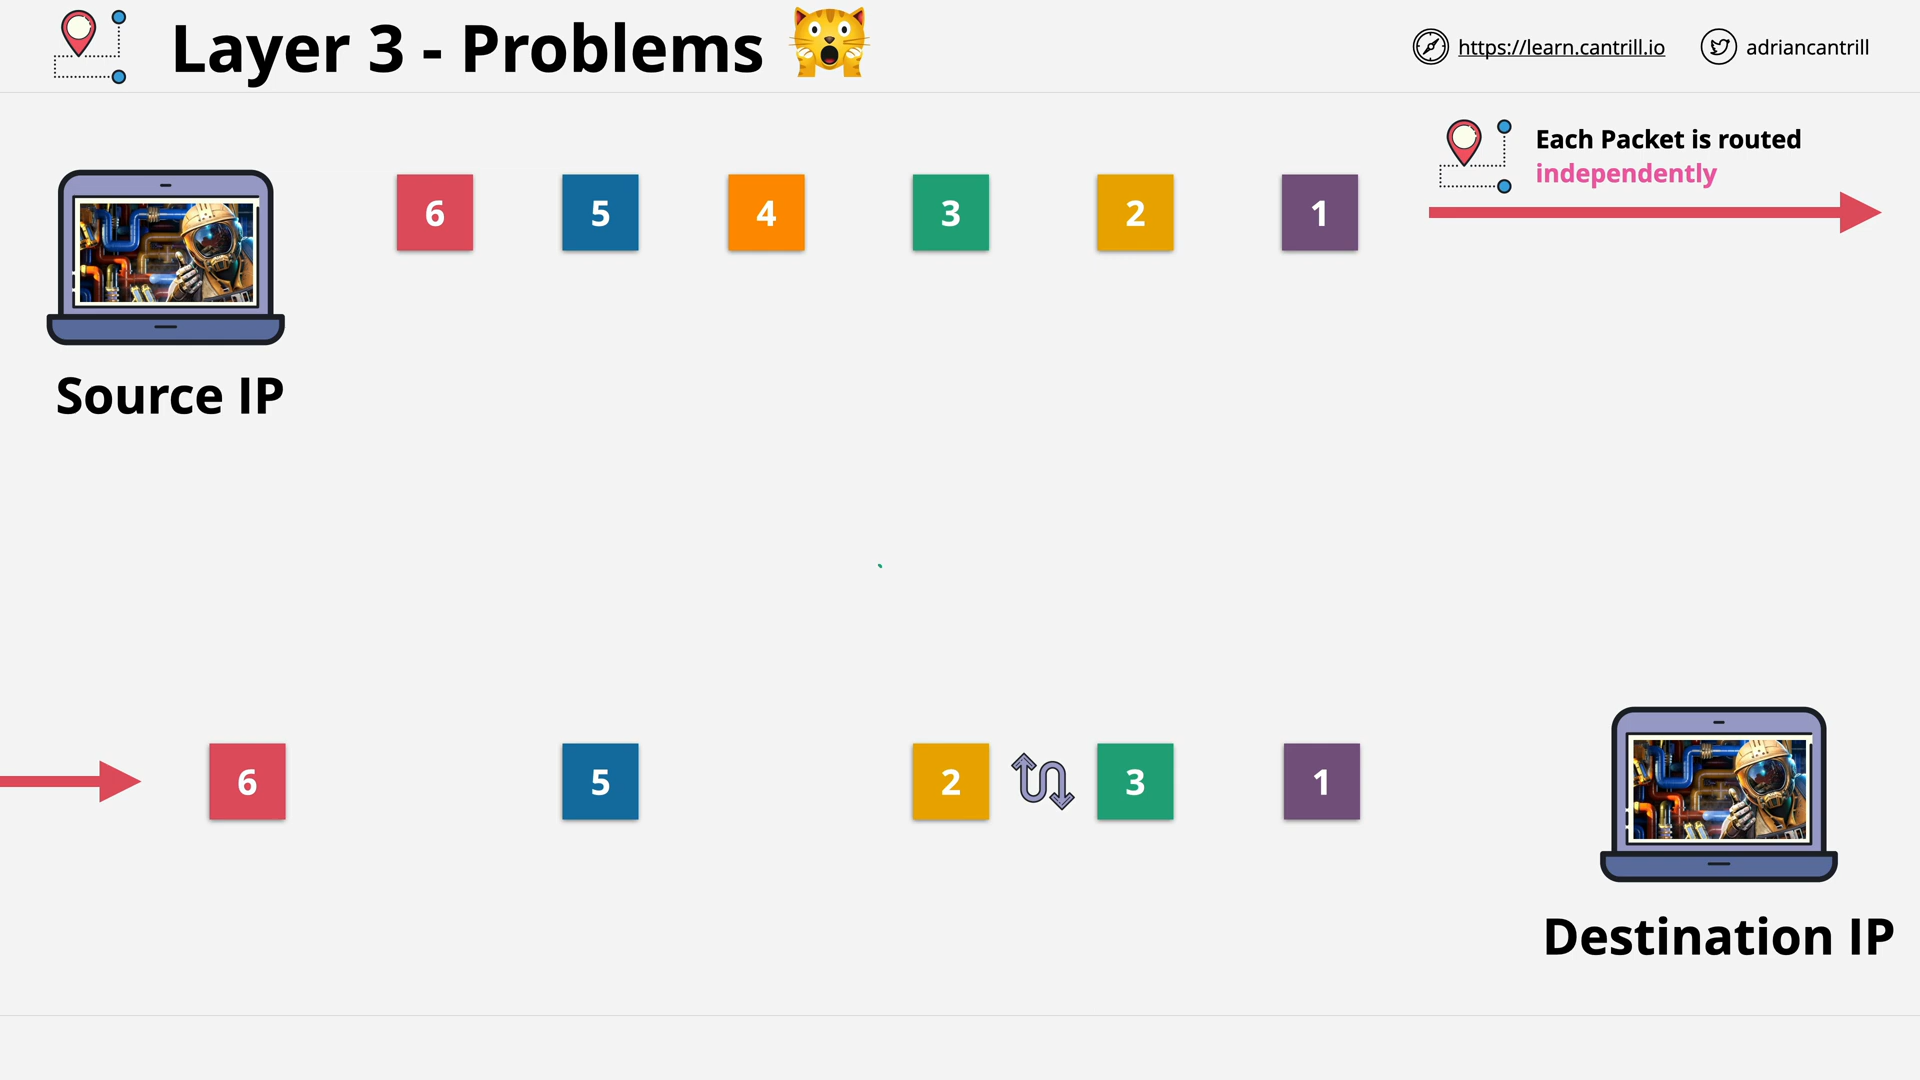 Layer 3 - Problems
https://learn.cantrill.io
adriancantrill
Each Packet is routed
independently
6 5 4 3 2 1
Source IP
6 5 2 3 1
Destination IP